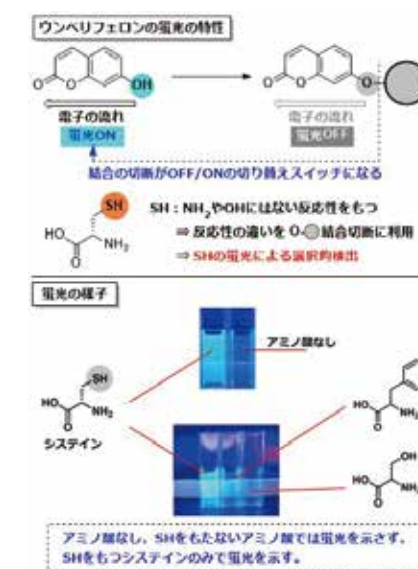 ウンベリフェロンの蛍光の特性
O O OH
O O O
電子の流れ
蛍光ON
電子の流れ
蛍光OFF
結合の切断がOFF/ONの切り替えスイッチになる
SH
HO NH₂
O
SH：NH₂やOHにはない反応性をもつ
⇒ 反応性の違いを O- 結合切断に利用
⇒ SHの蛍光による選択的検出
蛍光の様子
アミノ酸なし
SH
HO NH₂
O
システイン
HO NH
O
OH
HO NH
O
アミノ酸なし，SHをもたないアミノ酸では蛍光を示さず，
SHをもつシステインのみで蛍光を示す。